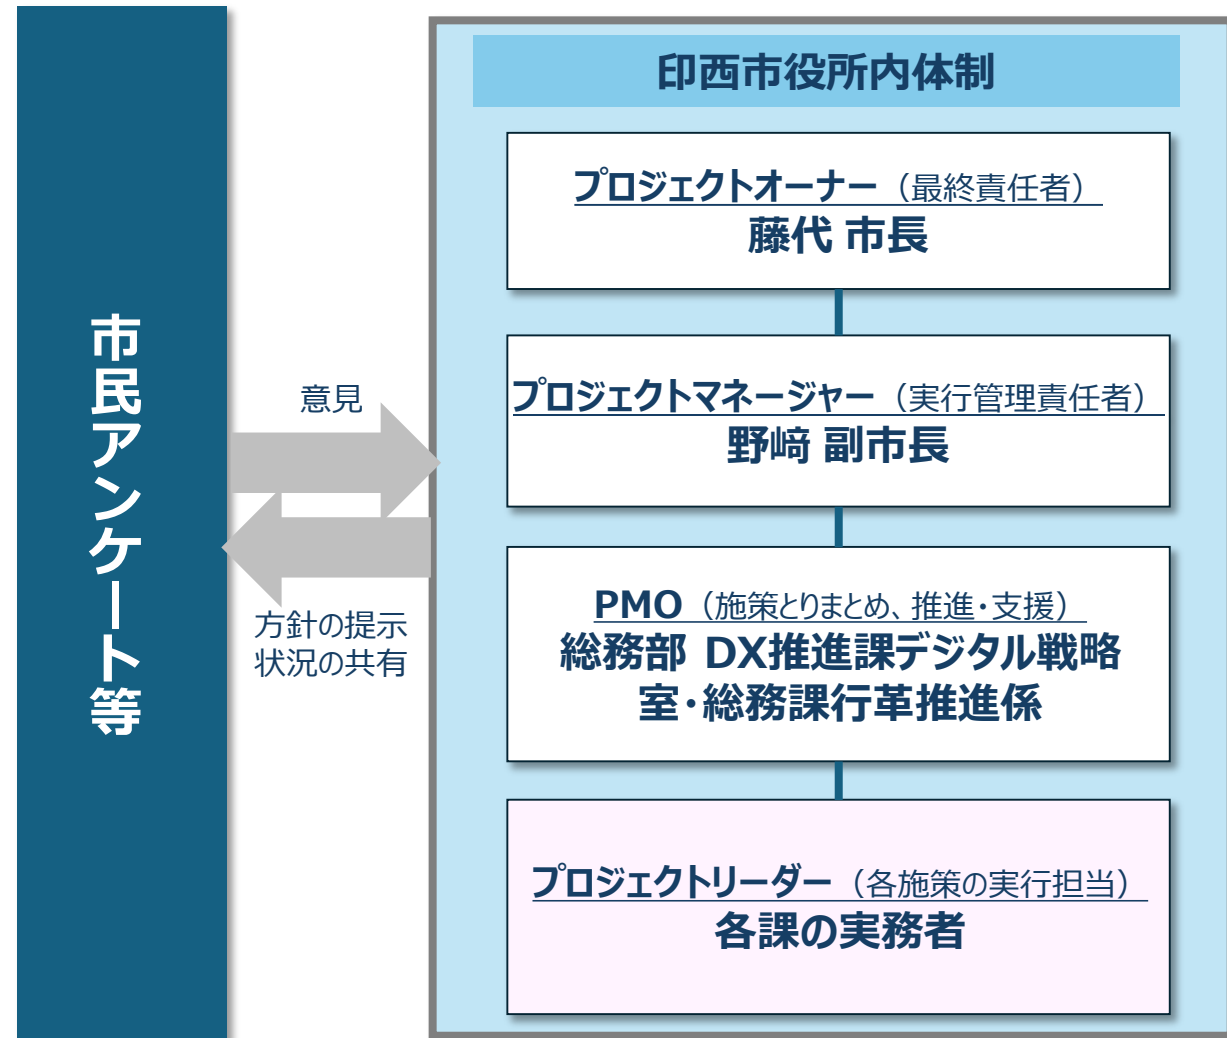 市民アンケート等
意見
方針の提示
状況の共有
印西市役所内体制
プロジェクトオーナー（最終責任者）
藤代 市長
プロジェクトマネージャー（実行管理責任者）
野﨑 副市長
PMO（施策とりまとめ、推進・支援）
総務部 DX推進課デジタル戦略
室・総務課行革推進係
プロジェクトリーダー（各施策の実行担当）
各課の実務者